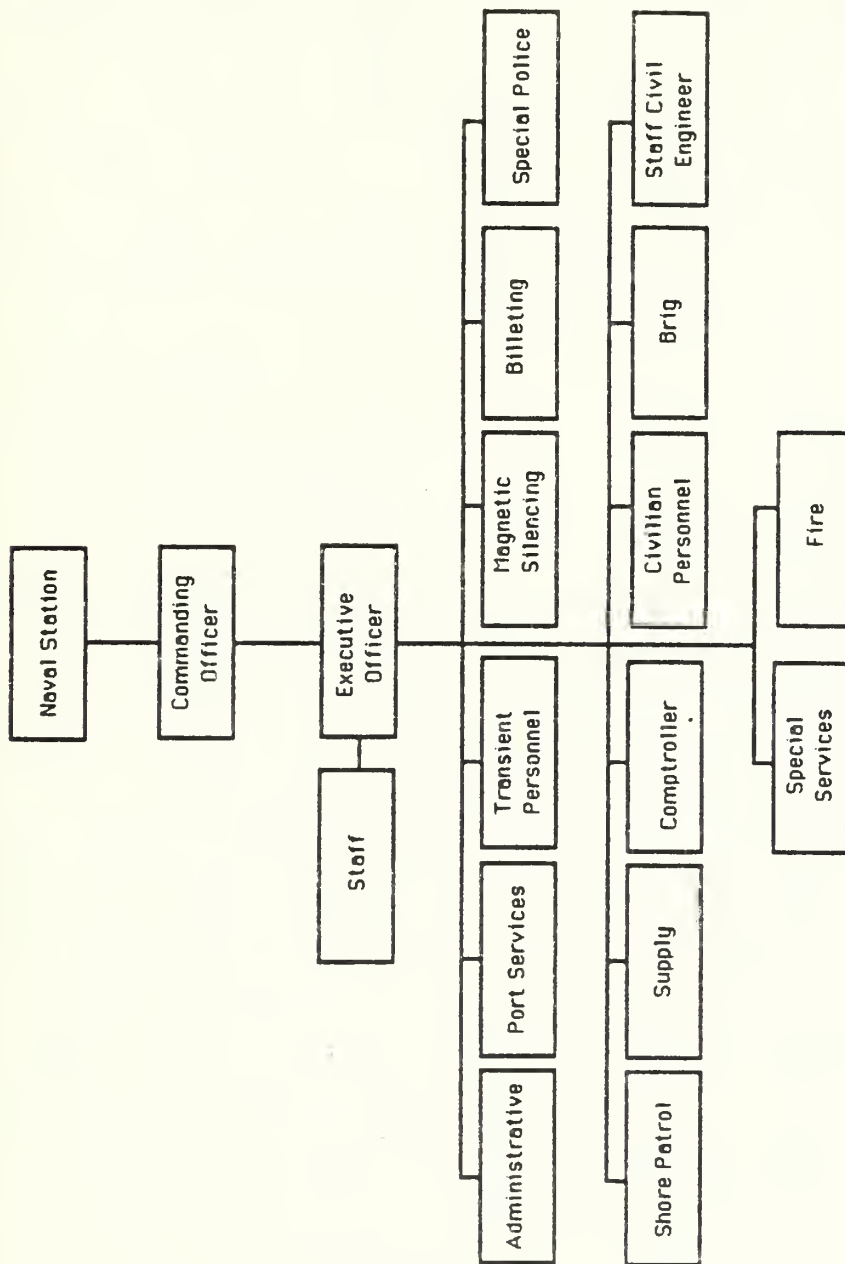 Naval Station
Commanding
Officer
Executive
Officer
Staff
Administrative
Port Services
Transient
Personnel
Magnetic
Silencing
Billeting
Special Police
Shore Patrol
Supply
Comptroller
Civilian
Personnel
Brig
Staff Civil
Engineer
Special
Services
Fire